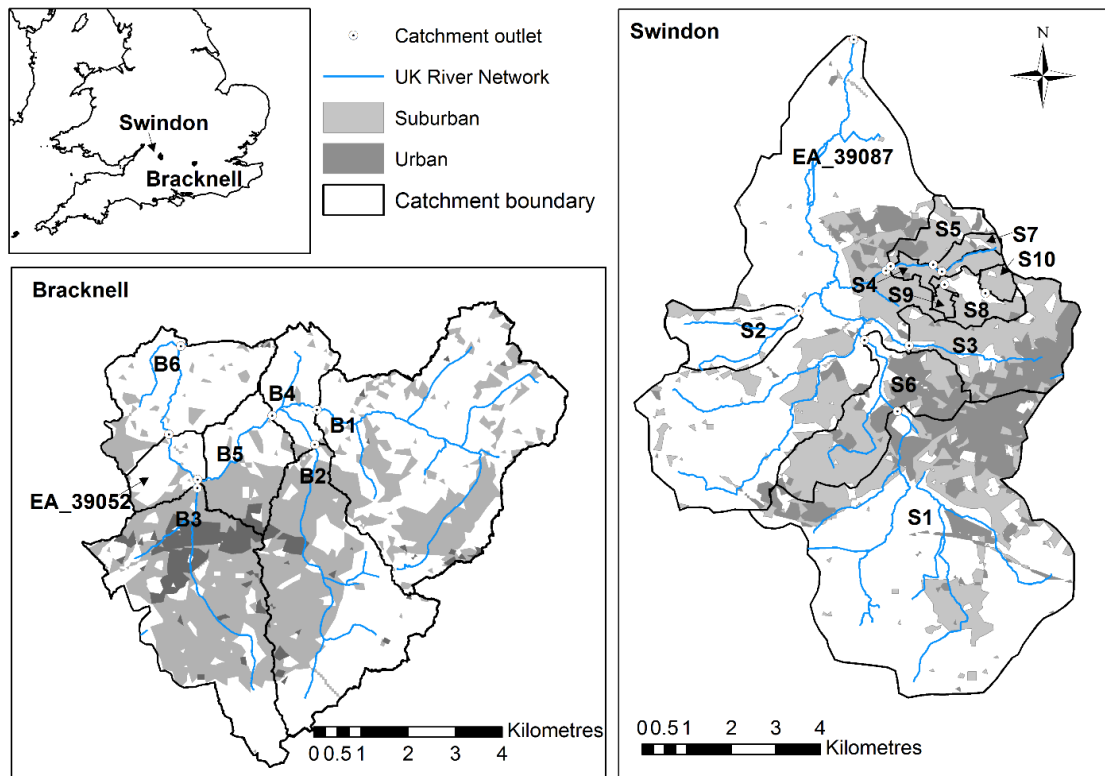 Swindon
Bracknell
Catchment outlet
UK River Network
Suburban
Urban
Catchment boundary
Bracknell
B6
B4
B1
B5
B2
EA_39052
B3
Kilometres
0 0.5 1 2 3 4
Swindon
N
EA_39087
S5
S7
S10
S4
S9
S8
S2
S3
S6
S1
0 0.5 1 2 3 4
Kilometres